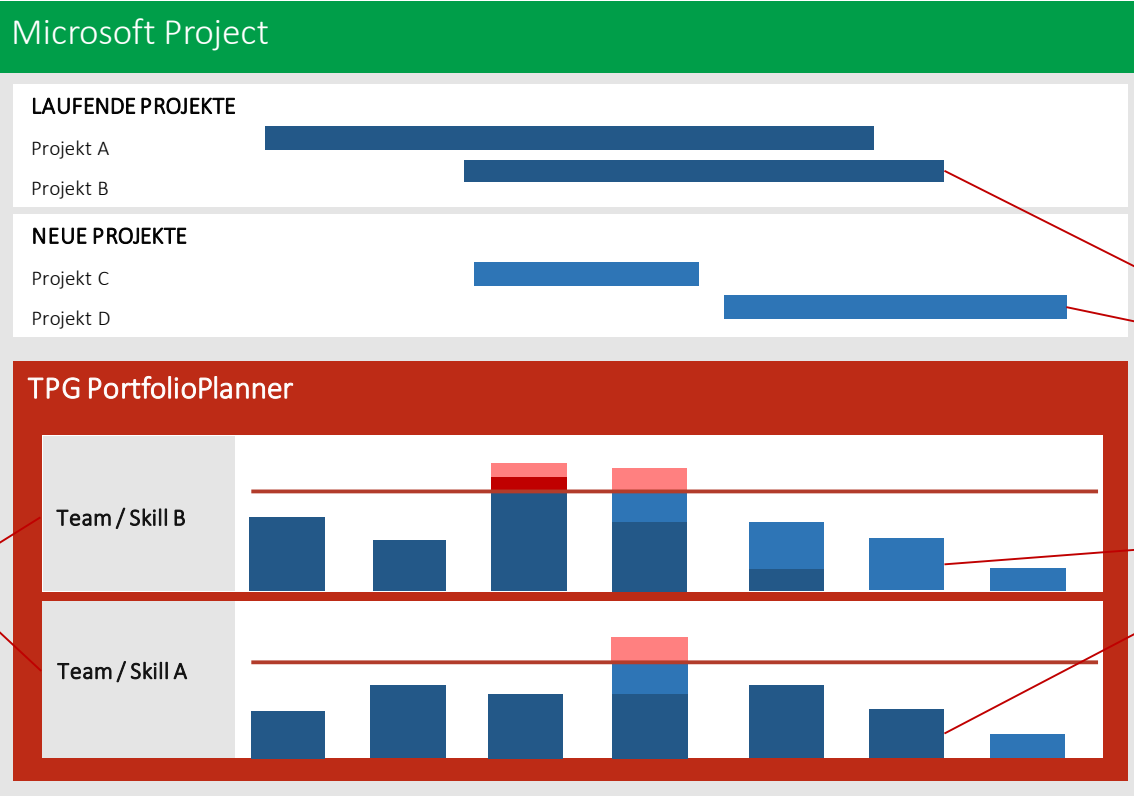 Microsoft Project
LAUFENDE PROJEKTE
Projekt A
Projekt B
NEUE PROJEKTE
Projekt C
Projekt D
TPG PortfolioPlanner
Team / Skill B
Team / Skill A